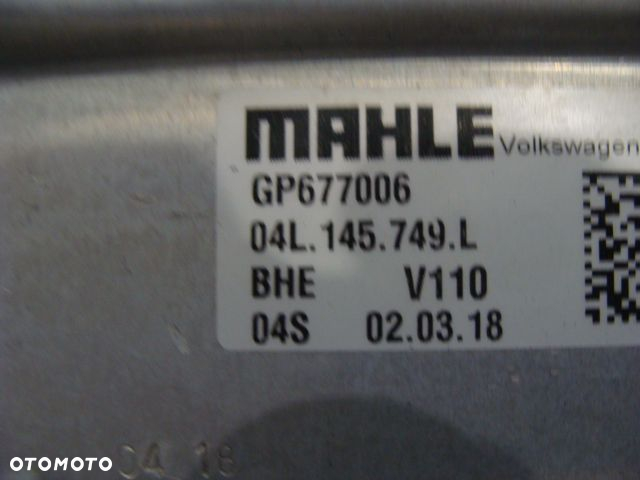 MAHLE Volkswagen
GP677006
04L.145.749.L
BHE V110
04S 02.03.18
04 18
OTOMOTO